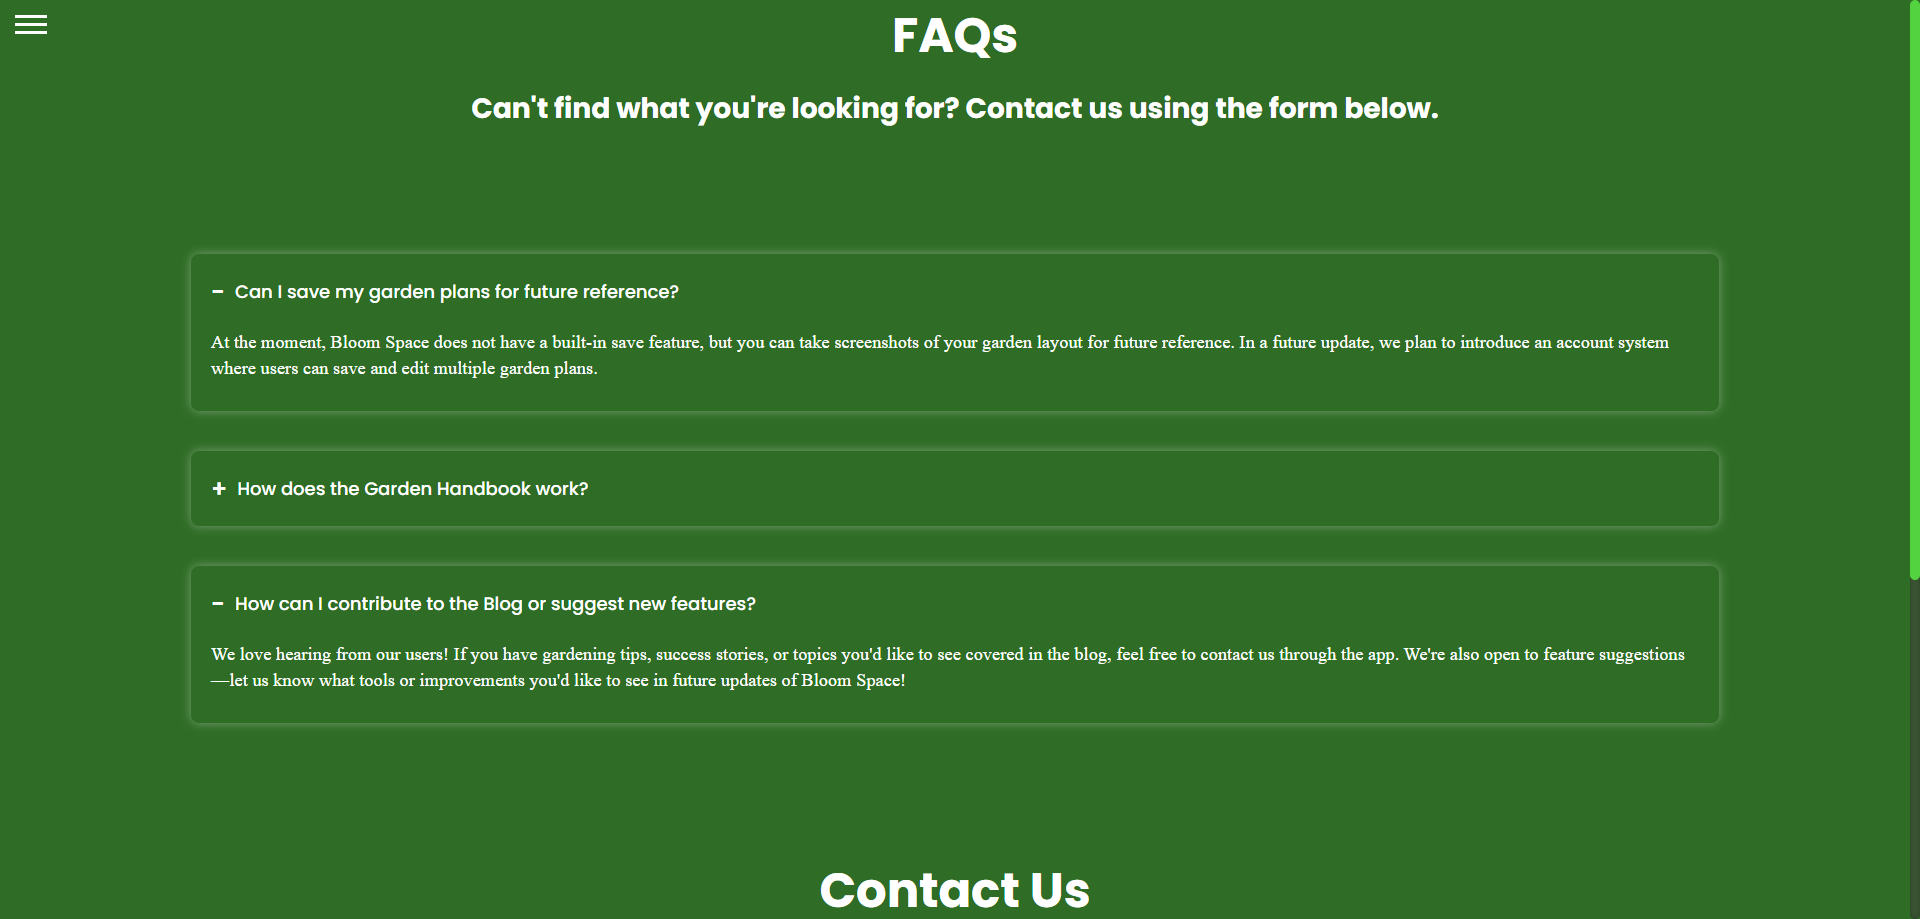 FAQs
Can't find what you're looking for? Contact us using the form below.
− Can I save my garden plans for future reference?
At the moment, Bloom Space does not have a built-in save feature, but you can take screenshots of your garden layout for future reference. In a future update, we plan to introduce an account system
where users can save and edit multiple garden plans.
+ How does the Garden Handbook work?
− How can I contribute to the Blog or suggest new features?
We love hearing from our users! If you have gardening tips, success stories, or topics you'd like to see covered in the blog, feel free to contact us through the app. We're also open to feature suggestions
—let us know what tools or improvements you'd like to see in future updates of Bloom Space!
Contact Us